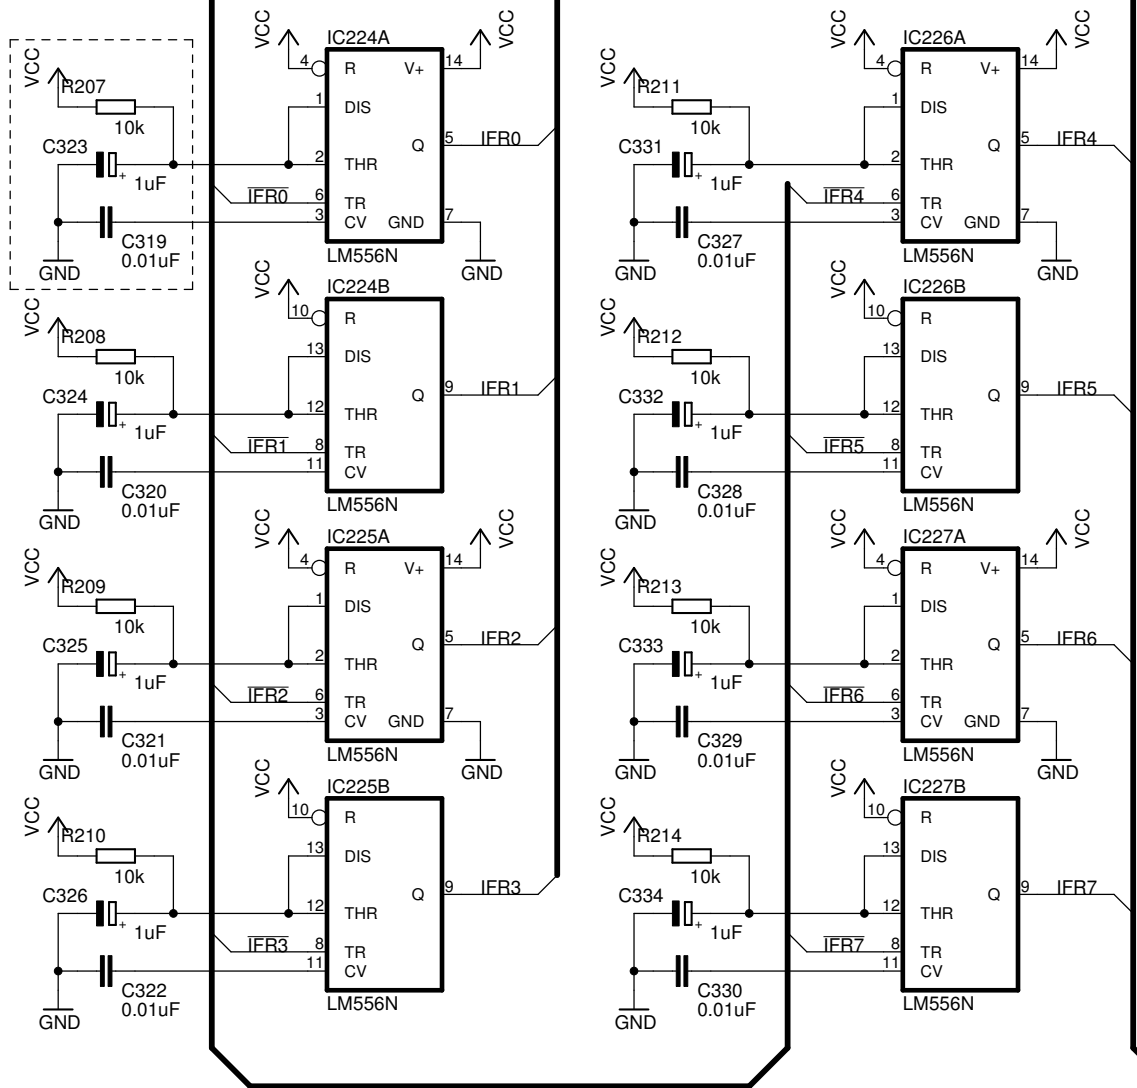 VCC
R207
10k
C323
+
1uF
C319
0.01uF
GND
IFR0
VCC
VCC
IC224A
4 R V+ 14
1 DIS
Q 5 IFR0
2 THR
6 TR
3 CV GND 7
LM556N
GND
VCC
R208
10k
C324
+
1uF
C320
0.01uF
GND
IFR1
VCC
IC224B
10 R
13 DIS
Q 9 IFR1
12 THR
8 TR
11 CV
LM556N
VCC
R209
10k
C325
+
1uF
C321
0.01uF
GND
IFR2
VCC
VCC
IC225A
4 R V+ 14
1 DIS
Q 5 IFR2
2 THR
6 TR
3 CV GND 7
LM556N
GND
VCC
R210
10k
C326
+
1uF
C322
0.01uF
GND
IFR3
VCC
IC225B
10 R
13 DIS
Q 9 IFR3
12 THR
8 TR
11 CV
LM556N
VCC
R211
10k
C331
+
1uF
C327
0.01uF
GND
IFR4
VCC
VCC
IC226A
4 R V+ 14
1 DIS
Q 5 IFR4
2 THR
6 TR
3 CV GND 7
LM556N
GND
VCC
R212
10k
C332
+
1uF
C328
0.01uF
GND
IFR5
VCC
IC226B
10 R
13 DIS
Q 9 IFR5
12 THR
8 TR
11 CV
LM556N
VCC
R213
10k
C333
+
1uF
C329
0.01uF
GND
IFR6
VCC
VCC
IC227A
4 R V+ 14
1 DIS
Q 5 IFR6
2 THR
6 TR
3 CV GND 7
LM556N
GND
VCC
R214
10k
C334
+
1uF
C330
0.01uF
GND
IFR7
VCC
IC227B
10 R
13 DIS
Q 9 IFR7
12 THR
8 TR
11 CV
LM556N